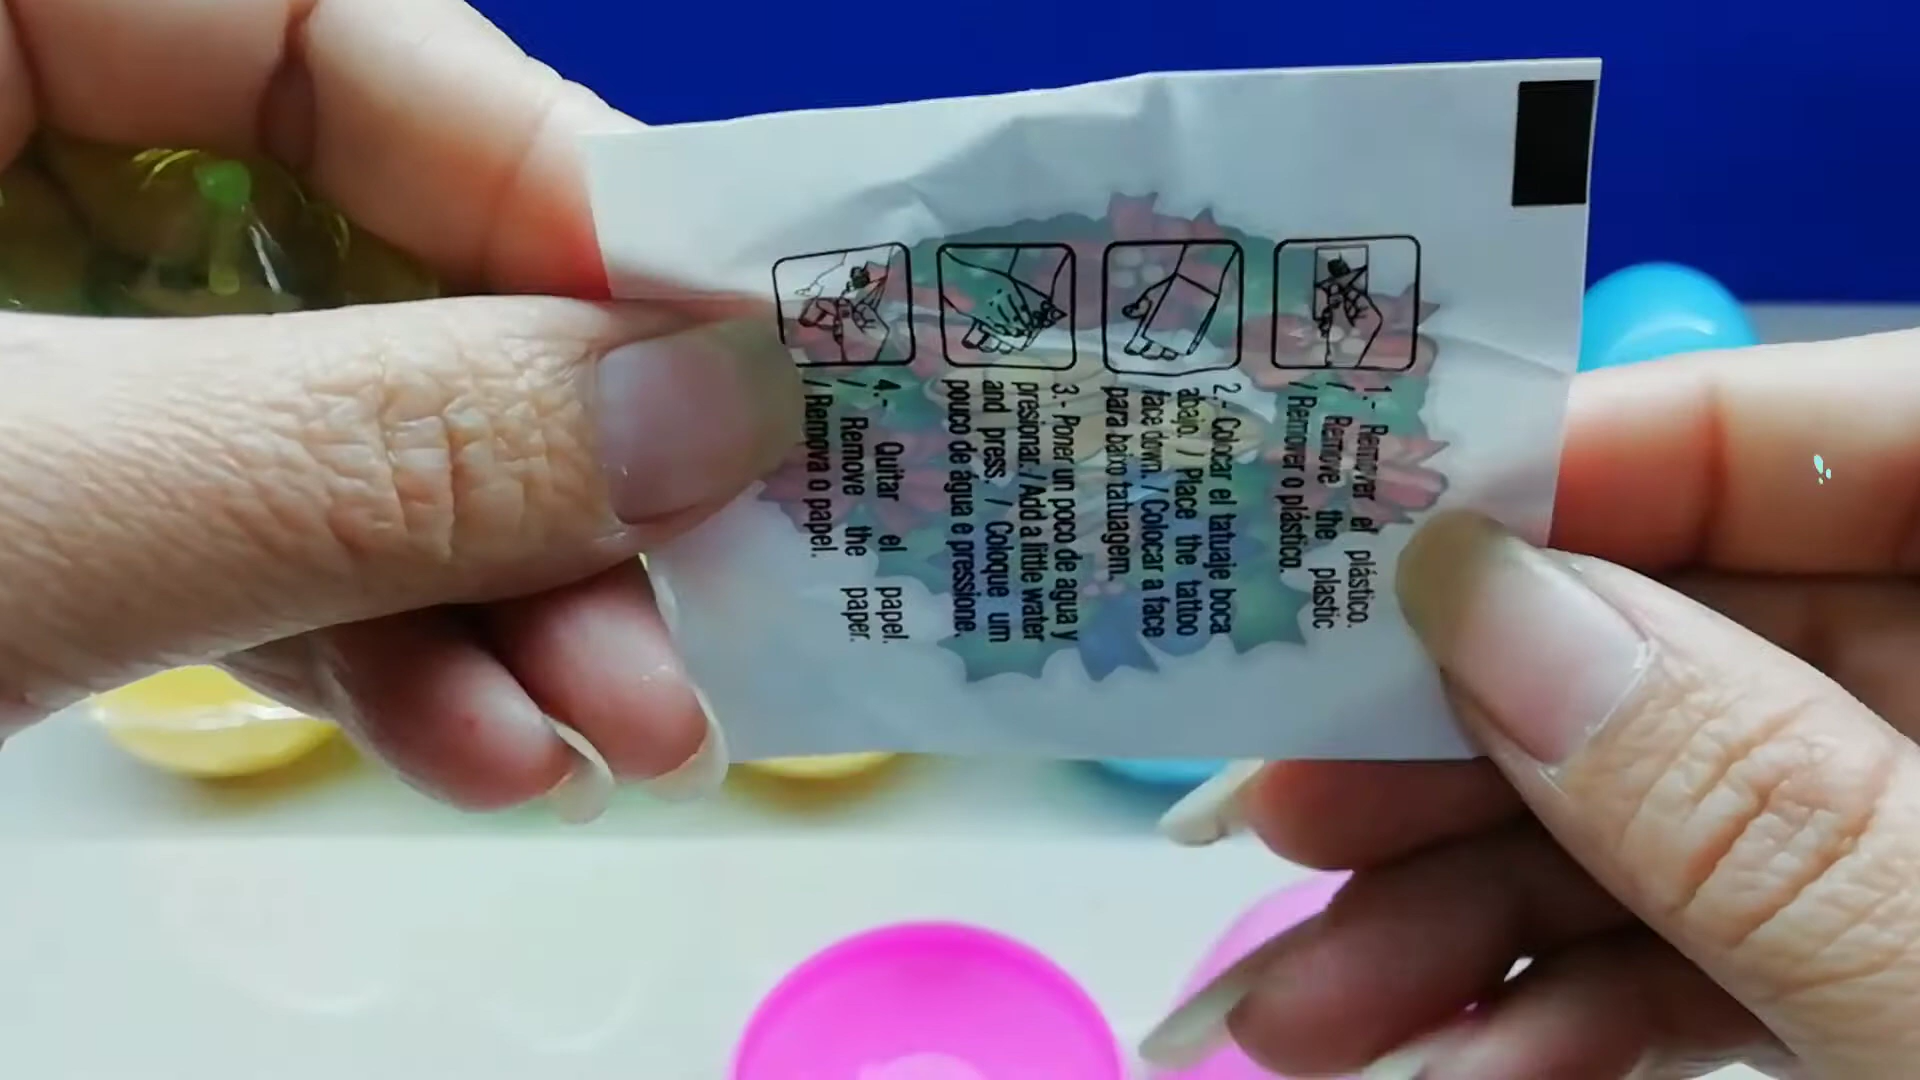 1.- Remover el plástico.
/ Remove the plastic
/ Remover o plástico.
2.- Colocar el tatuaje boca
abajo. / Place the tattoo
face down. / Colocar a face
para baixo tatuagem.
3.- Poner un poco de agua y
presionar. / Add a little water
and press. / Coloque um
pouco de água e pressione.
4.- Quitar el papel.
/ Remove the paper.
/ Remova o papel.